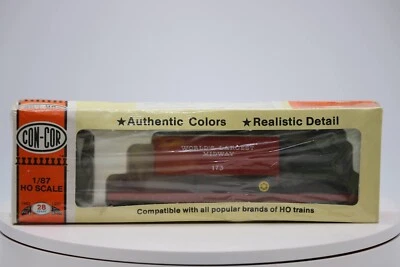 ★Authentic Colors ★Realistic Detail
CON-COR
WORLD'S LARGEST
MIDWAY
173
1/87
HO SCALE
28
Compatible with all popular brands of HO trains